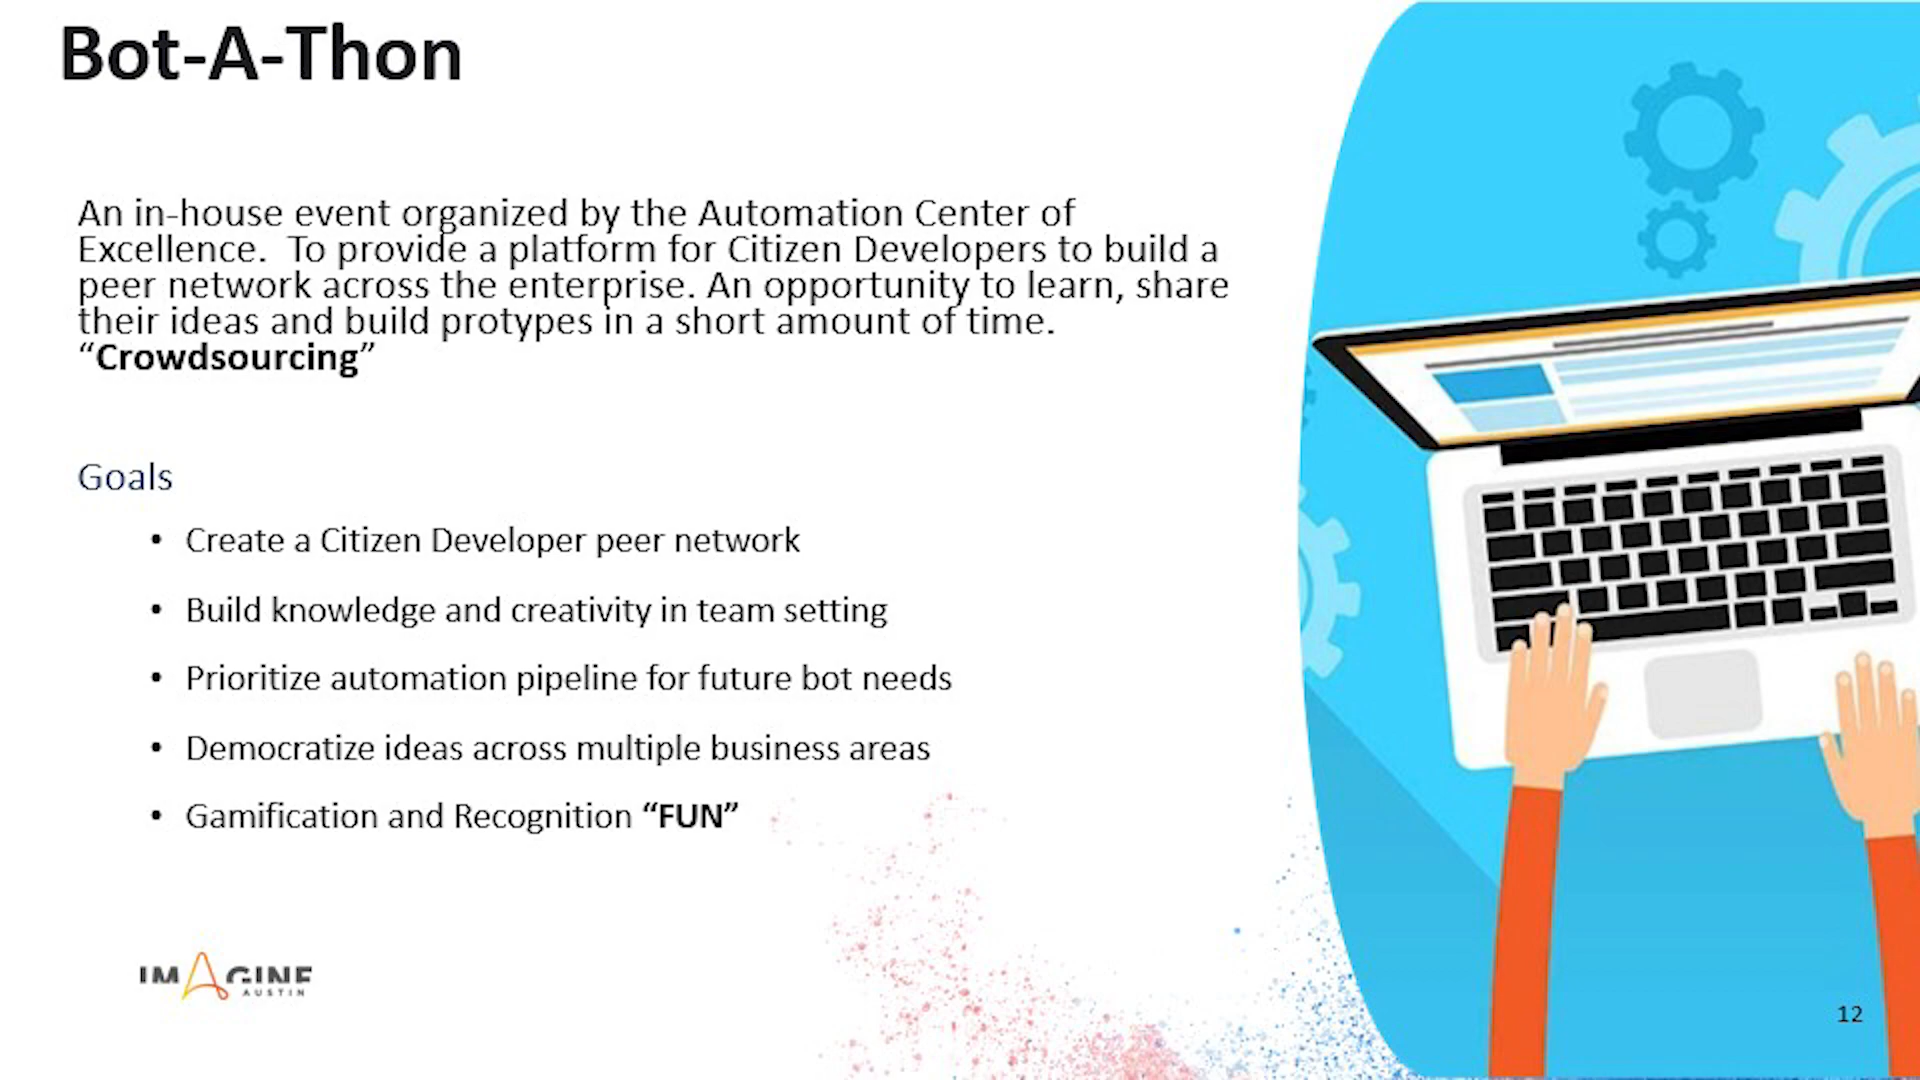 Bot-A-Thon
An in-house event organized by the Automation Center of
Excellence.  To provide a platform for Citizen Developers to build a
peer network across the enterprise. An opportunity to learn, share
their ideas and build protypes in a short amount of time.
“Crowdsourcing”
Goals
• Create a Citizen Developer peer network
• Build knowledge and creativity in team setting
• Prioritize automation pipeline for future bot needs
• Democratize ideas across multiple business areas
• Gamification and Recognition “FUN”
IMAGINE
AUSTIN
12